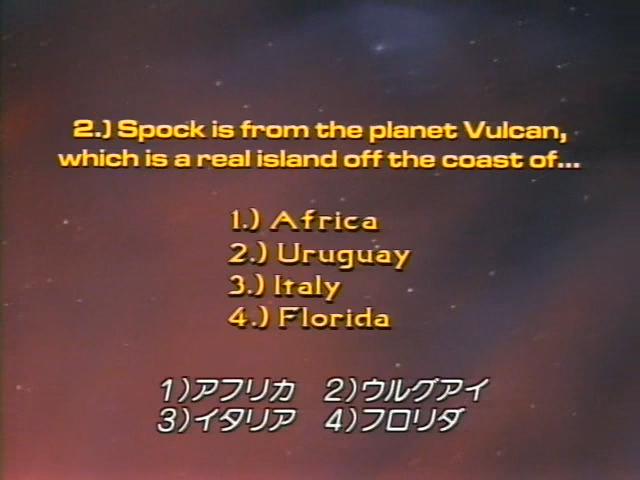 2.) Spock is from the planet Vulcan,
which is a real island off the coast of...
1.) Africa
2.) Uruguay
3.) Italy
4.) Florida
1)アフリカ 2)ウルグアイ
3)イタリア 4)フロリダ